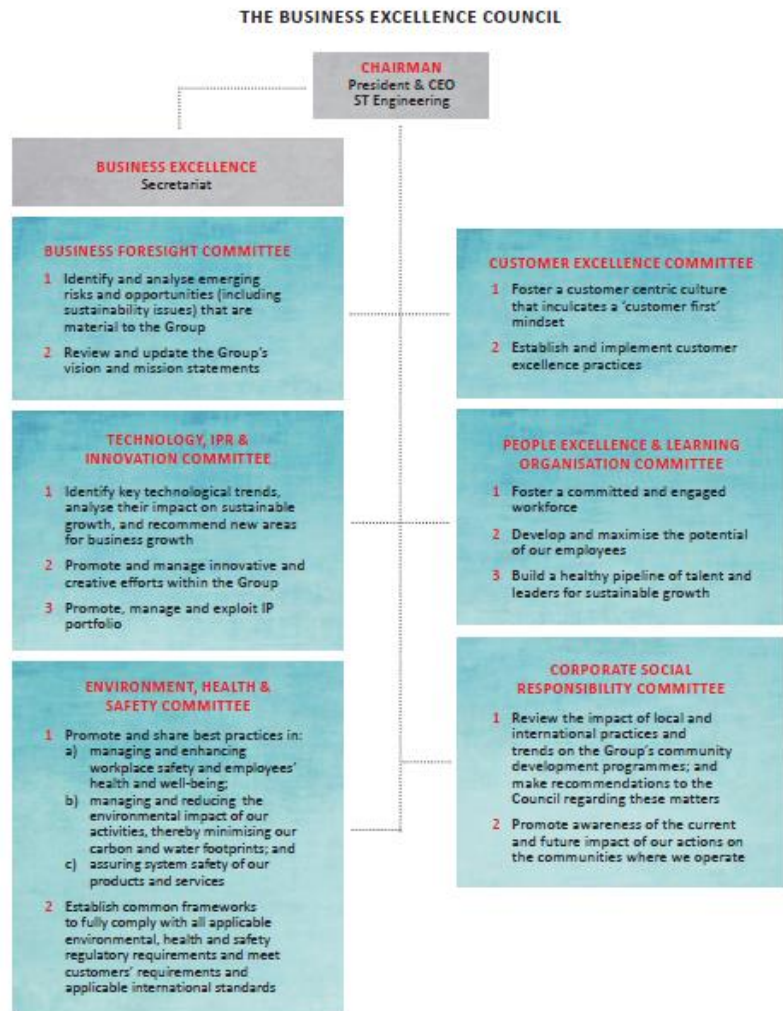 THE BUSINESS EXCELLENCE COUNCIL
CHAIRMAN
President & CEO
ST Engineering
BUSINESS EXCELLENCE
Secretariat
BUSINESS FORESIGHT COMMITTEE
1 Identify and analyse emerging
risks and opportunities (including
sustainability issues) that are
material to the Group
2 Review and update the Group's
vision and mission statements
CUSTOMER EXCELLENCE COMMITTEE
1 Foster a customer centric culture
that inculcates a 'customer first'
mindset
2 Establish and implement customer
excellence practices
TECHNOLOGY, IPR &
INNOVATION COMMITTEE
1 Identify key technological trends,
analyse their impact on sustainable
growth, and recommend new areas
for business growth
2 Promote and manage innovative and
creative efforts within the Group
3 Promote, manage and exploit IP
portfolio
PEOPLE EXCELLENCE & LEARNING
ORGANISATION COMMITTEE
1 Foster a committed and engaged
workforce
2 Develop and maximise the potential
of our employees
3 Build a healthy pipeline of talent and
leaders for sustainable growth
ENVIRONMENT, HEALTH &
SAFETY COMMITTEE
1 Promote and share best practices in:
a) managing and enhancing
workplace safety and employees'
health and well-being;
b) managing and reducing the
environmental impact of our
activities, thereby minimising our
carbon and water footprints; and
c) assuring system safety of our
products and services
2 Establish common frameworks
to fully comply with all applicable
environmental, health and safety
regulatory requirements and meet
customers' requirements and
applicable international standards
CORPORATE SOCIAL
RESPONSIBILITY COMMITTEE
1 Review the impact of local and
international practices and
trends on the Group's community
development programmes; and
make recommendations to the
Council regarding these matters
2 Promote awareness of the current
and future impact of our actions on
the communities where we operate